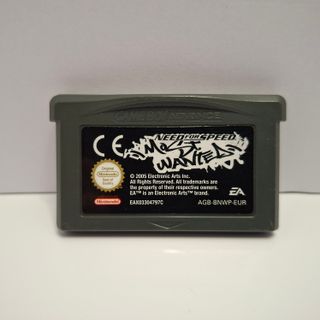 GAME BOY ADVANCE
CE
NEED FOR SPEED
MOST
WANTED
Original
Nintendo
Seal of
Quality
© 2005 Electronic Arts Inc.
All Rights Reserved. All trademarks are
the property of their respective owners.
EA™ is an Electronic Arts™ brand.
Nintendo
EA
EAX03304797C
AGB-BNWP-EUR